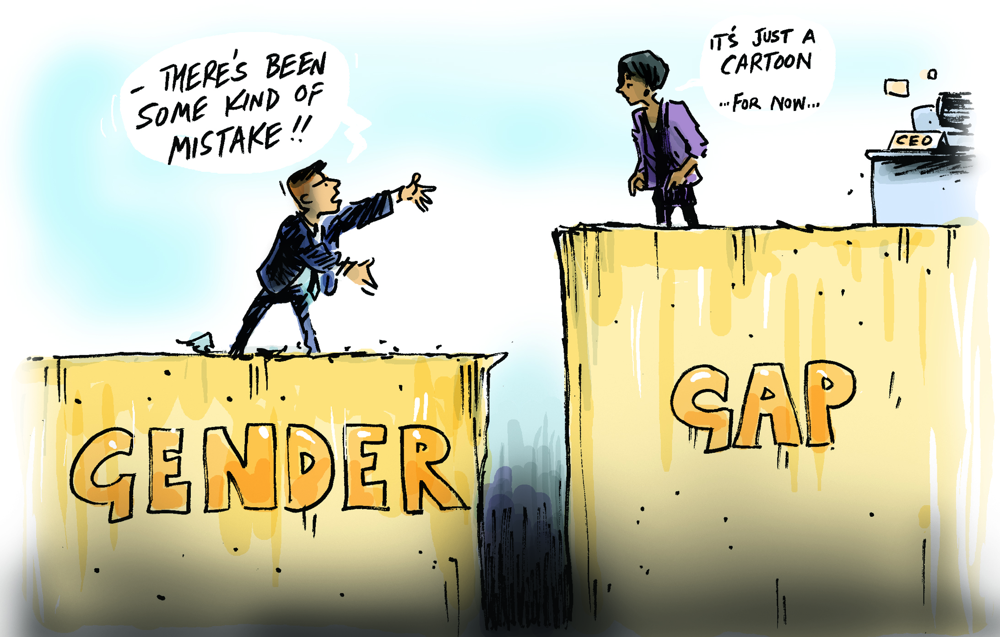 - THERE'S BEEN
SOME KIND OF
MISTAKE!!
IT'S JUST A
CARTOON
...FOR NOW...
CEO
GENDER
GAP